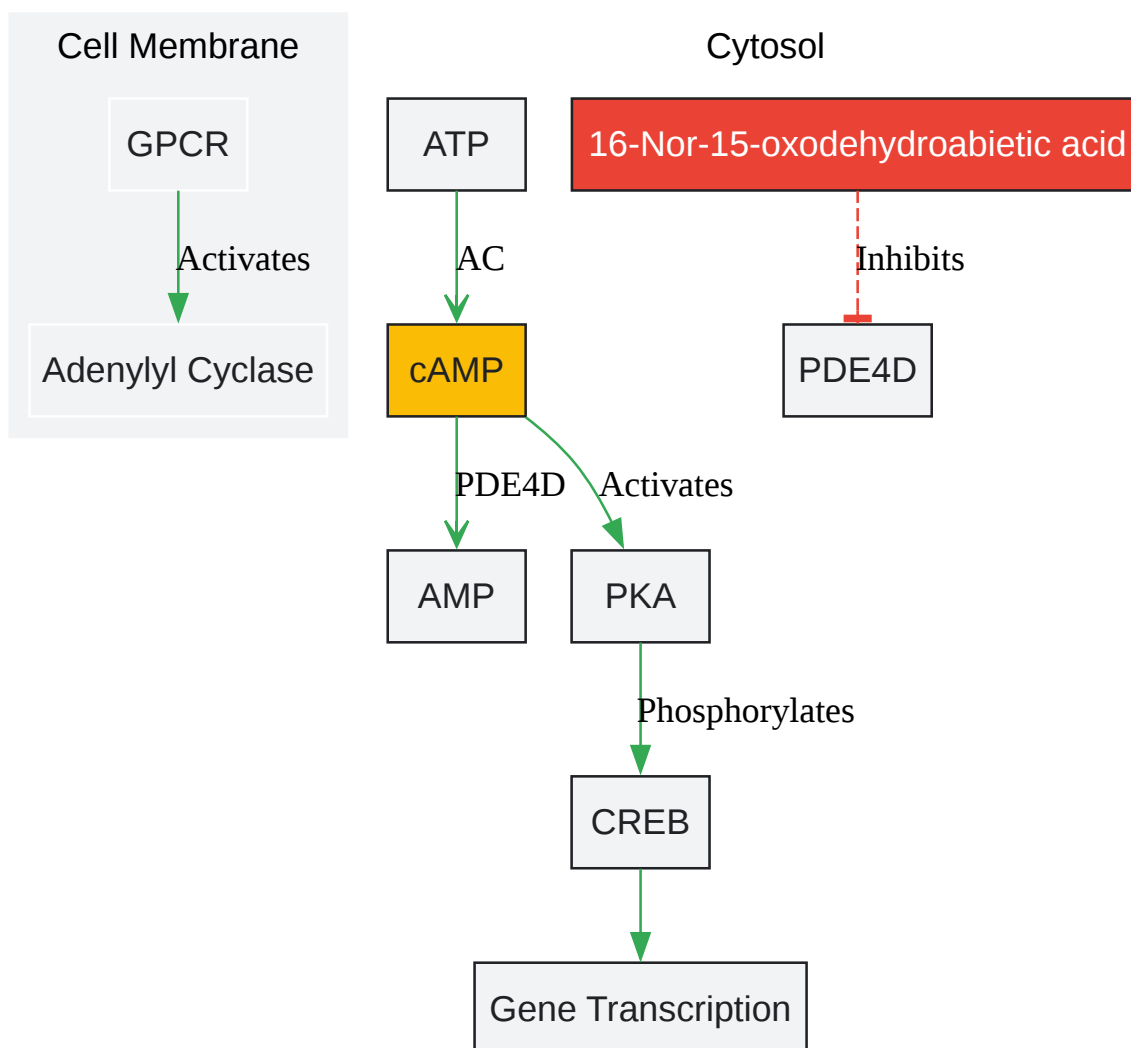 Cell Membrane
Cytosol
GPCR
ATP
16-Nor-15-oxodehydroabietic acid
Activates
AC
Inhibits
Adenylyl Cyclase
cAMP
PDE4D
PDE4D
Activates
AMP
PKA
Phosphorylates
CREB
Gene Transcription